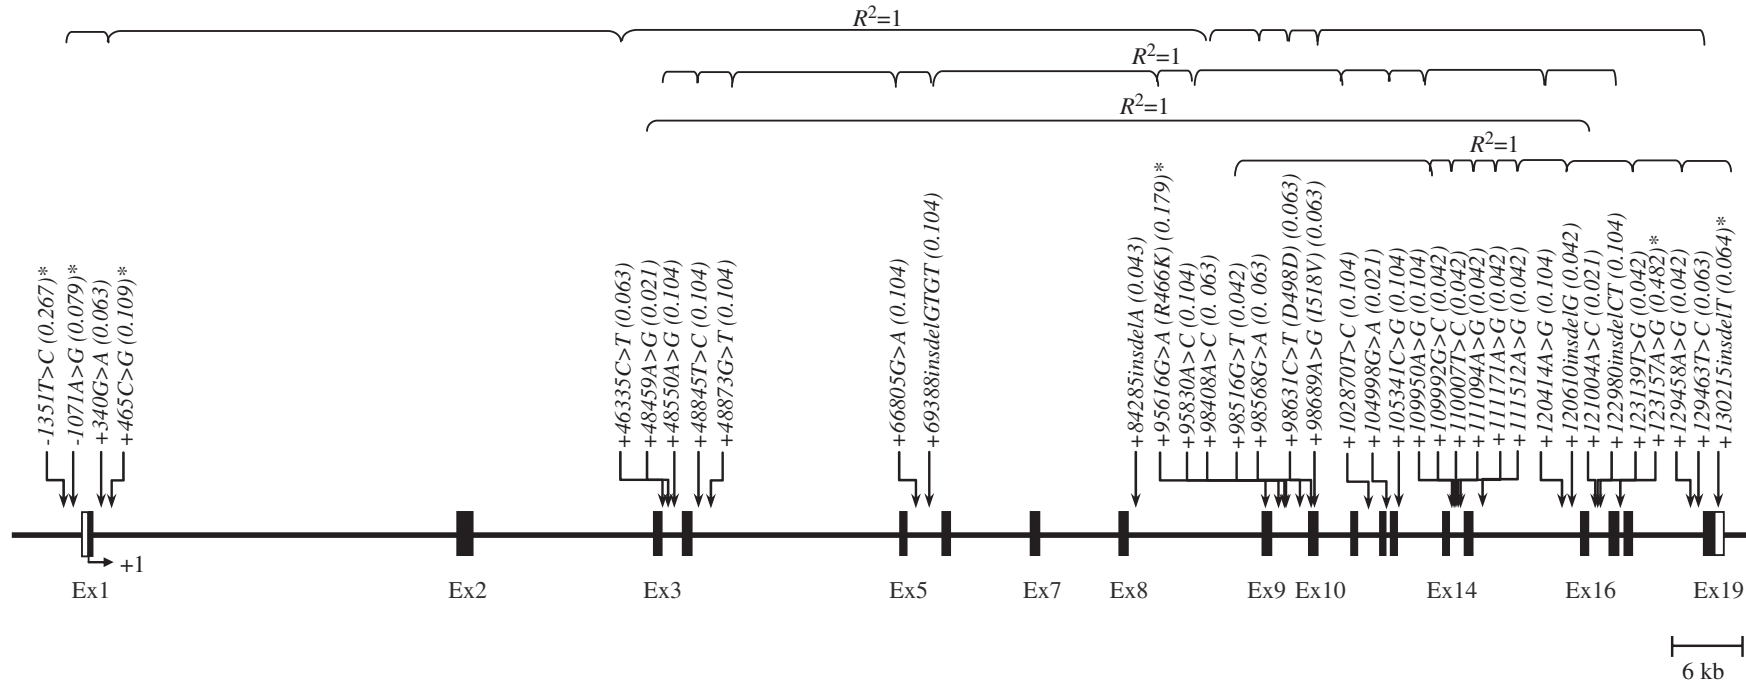 R²=1
R²=1
R²=1
R²=1
-1351T>C (0.267)*
-1071A>G (0.079)*
+340G>A (0.063)
+465C>G (0.109)*
+46335C>T (0.063)
+48459A>G (0.021)
+48550A>G (0.104)
+48845T>C (0.104)
+48873G>T (0.104)
+66805G>A (0.104)
+69388insdelGTGT (0.104)
+84285insdelA (0.043)
+95616G>A (R466K) (0.179)*
+95830A>C (0.104)
+98408A>C (0. 063)
+98516G>T (0.042)
+98568G>A (0. 063)
+98631C>T (D498D) (0.063)
+98689A>G (I518V) (0.063)
+102870T>C (0.104)
+104998G>A (0.021)
+105341C>G (0.104)
+109950A>G (0.104)
+109992G>C (0.042)
+110007T>C (0.042)
+111094A>G (0.042)
+111171A>G (0.042)
+111512A>G (0.042)
+120414A>G (0.104)
+120610insdelG (0.042)
+121004A>C (0.021)
+122980insdelCT (0.104)
+123139T>G (0.042)
+123157A>G (0.482)*
+129458A>G (0.042)
+129463T>C (0.063)
+130215insdelT (0.064)*
+1
Ex1 Ex2 Ex3 Ex5 Ex7 Ex8 Ex9 Ex10 Ex14 Ex16 Ex19
6 kb